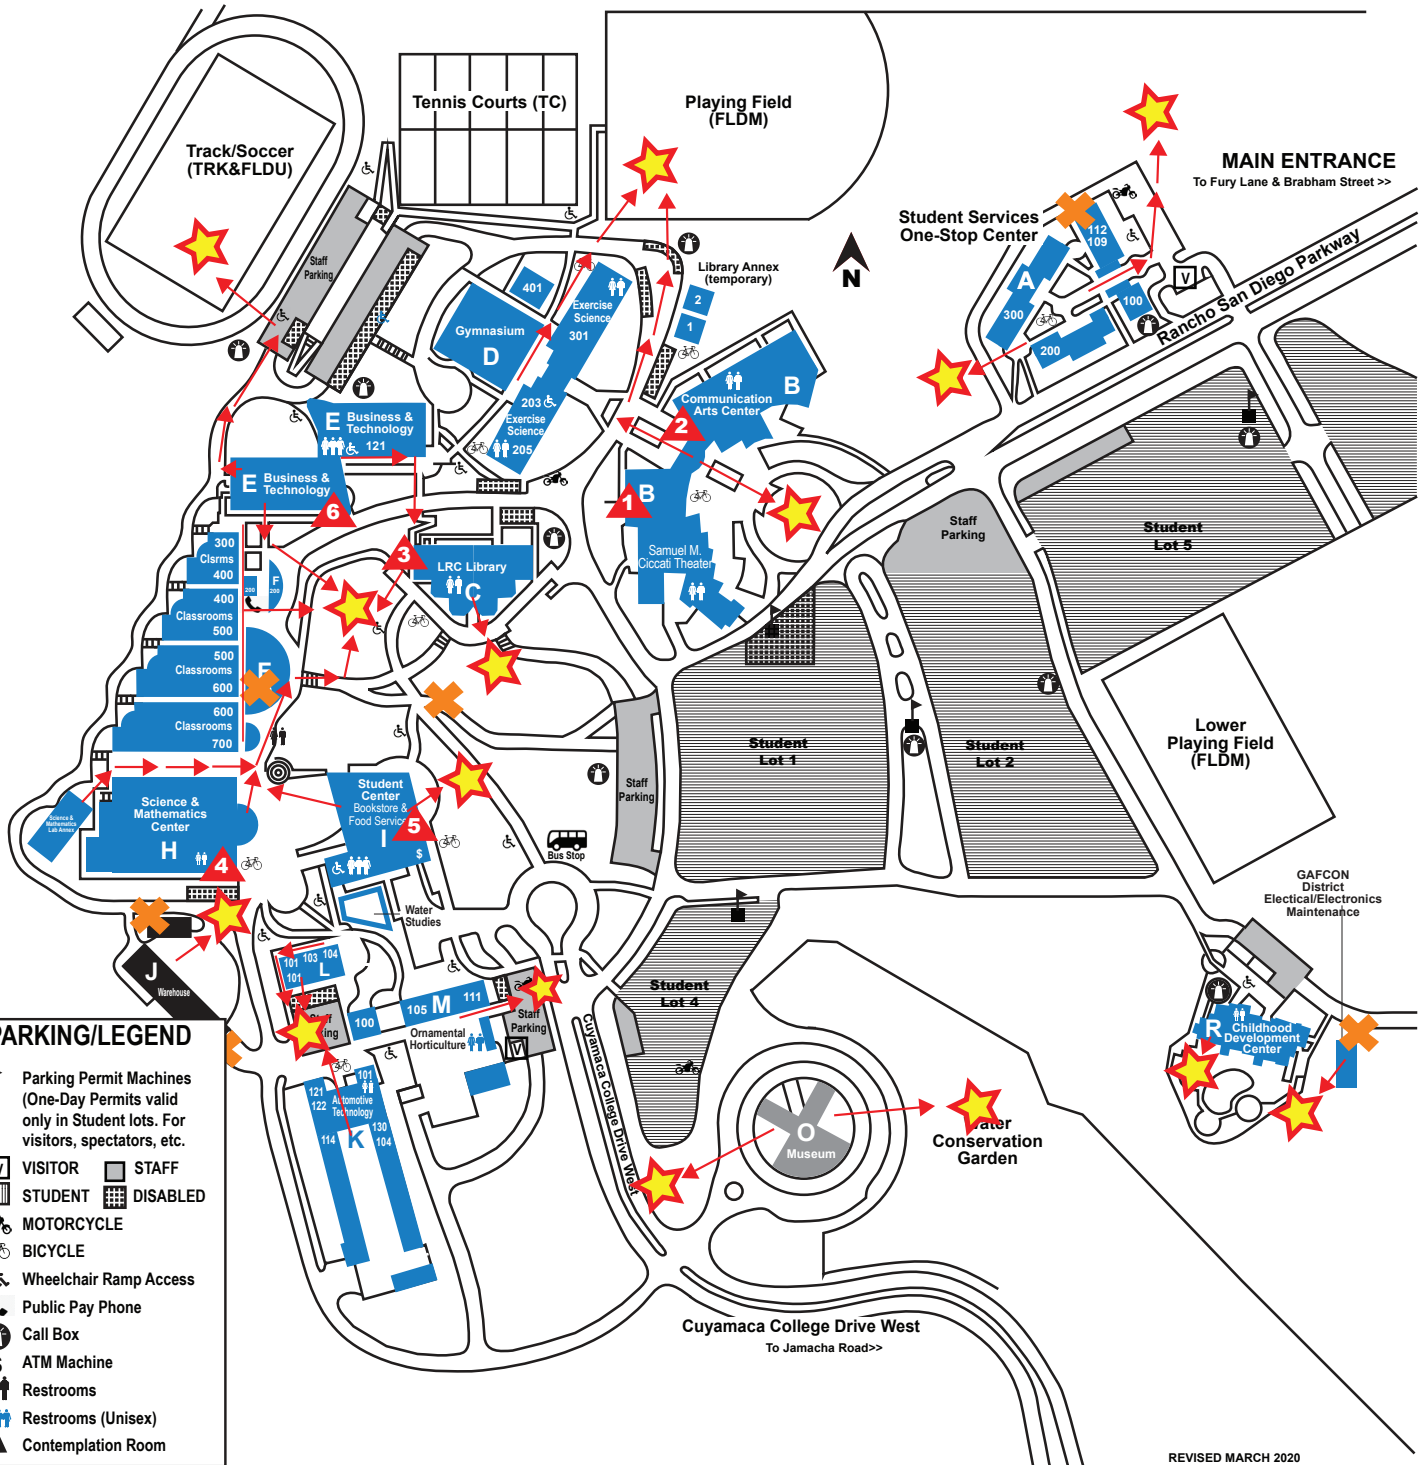 Tennis Courts (TC)
Playing Field
(FLDM)
Track/Soccer
(TRK&FLDU)
MAIN ENTRANCE
To Fury Lane & Brabham Street >>
Student Services
One-Stop Center
112
109
A
300
100
200
V
Rancho San Diego Parkway
N
Staff
Parking
Library Annex
(temporary)
2
1
401
Exercise
Science
301
Gymnasium
D
203
Exercise
Science
205
B
Communication
Arts Center
2
E
Business &
Technology
121
E
Business &
Technology
6
1
B
Samuel M.
Ciccati Theater
Staff
Parking
Student
Lot 5
300
Clsrms
400
200
F
200
400
Classrooms
500
500
Classrooms
600
F
600
Classrooms
700
3
LRC Library
C
Student
Lot 1
Student
Lot 2
Lower
Playing Field
(FLDM)
Staff
Parking
Science &
Mathematics
Lab Annex
Science &
Mathematics
Center
H
4
Student
Center
Bookstore &
Food Service
I
5
$
Bus Stop
Water
Studies
GAFCON
District
Electical/Electronics
Maintenance
J
Warehouse
101
103
104
101
L
Staff
Parking
100
105
M
111
Ornamental
Horticulture
Staff
Parking
V
Student
Lot 4
Cuyamaca College Drive West
R
Childhood
Development
Center
O
Museum
Water
Conservation
Garden
101
121
122
Automotive
Technology
114
K
130
104
Cuyamaca College Drive West
To Jamacha Road>>
PARKING/LEGEND
Parking Permit Machines
(One-Day Permits valid
only in Student lots. For
visitors, spectators, etc.
V VISITOR STAFF
STUDENT DISABLED
MOTORCYCLE
BICYCLE
Wheelchair Ramp Access
Public Pay Phone
Call Box
$ ATM Machine
Restrooms
Restrooms (Unisex)
Contemplation Room
REVISED MARCH 2020